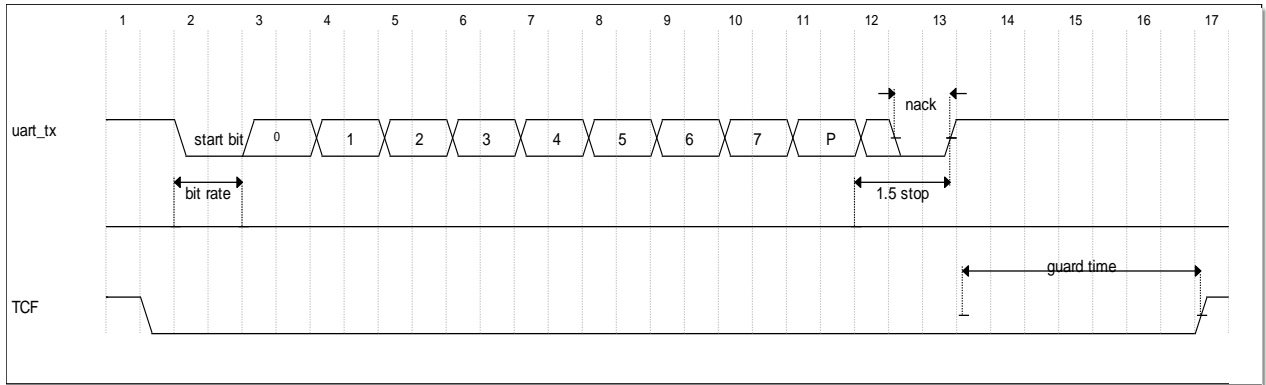 1 2 3 4 5 6 7 8 9 10 11 12 13 14 15 16 17
nack
uart_tx start bit 0 1 2 3 4 5 6 7 P
bit rate 1.5 stop
guard time
TCF